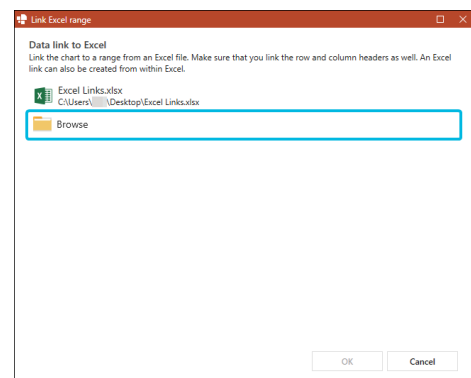 Link Excel range
Data link to Excel
Link the chart to a range from an Excel file. Make sure that you link the row and column headers as well. An Excel
link can also be created from within Excel.
Excel Links.xlsx
C:\Users\ \Desktop\Excel Links.xlsx
Browse
OK
Cancel